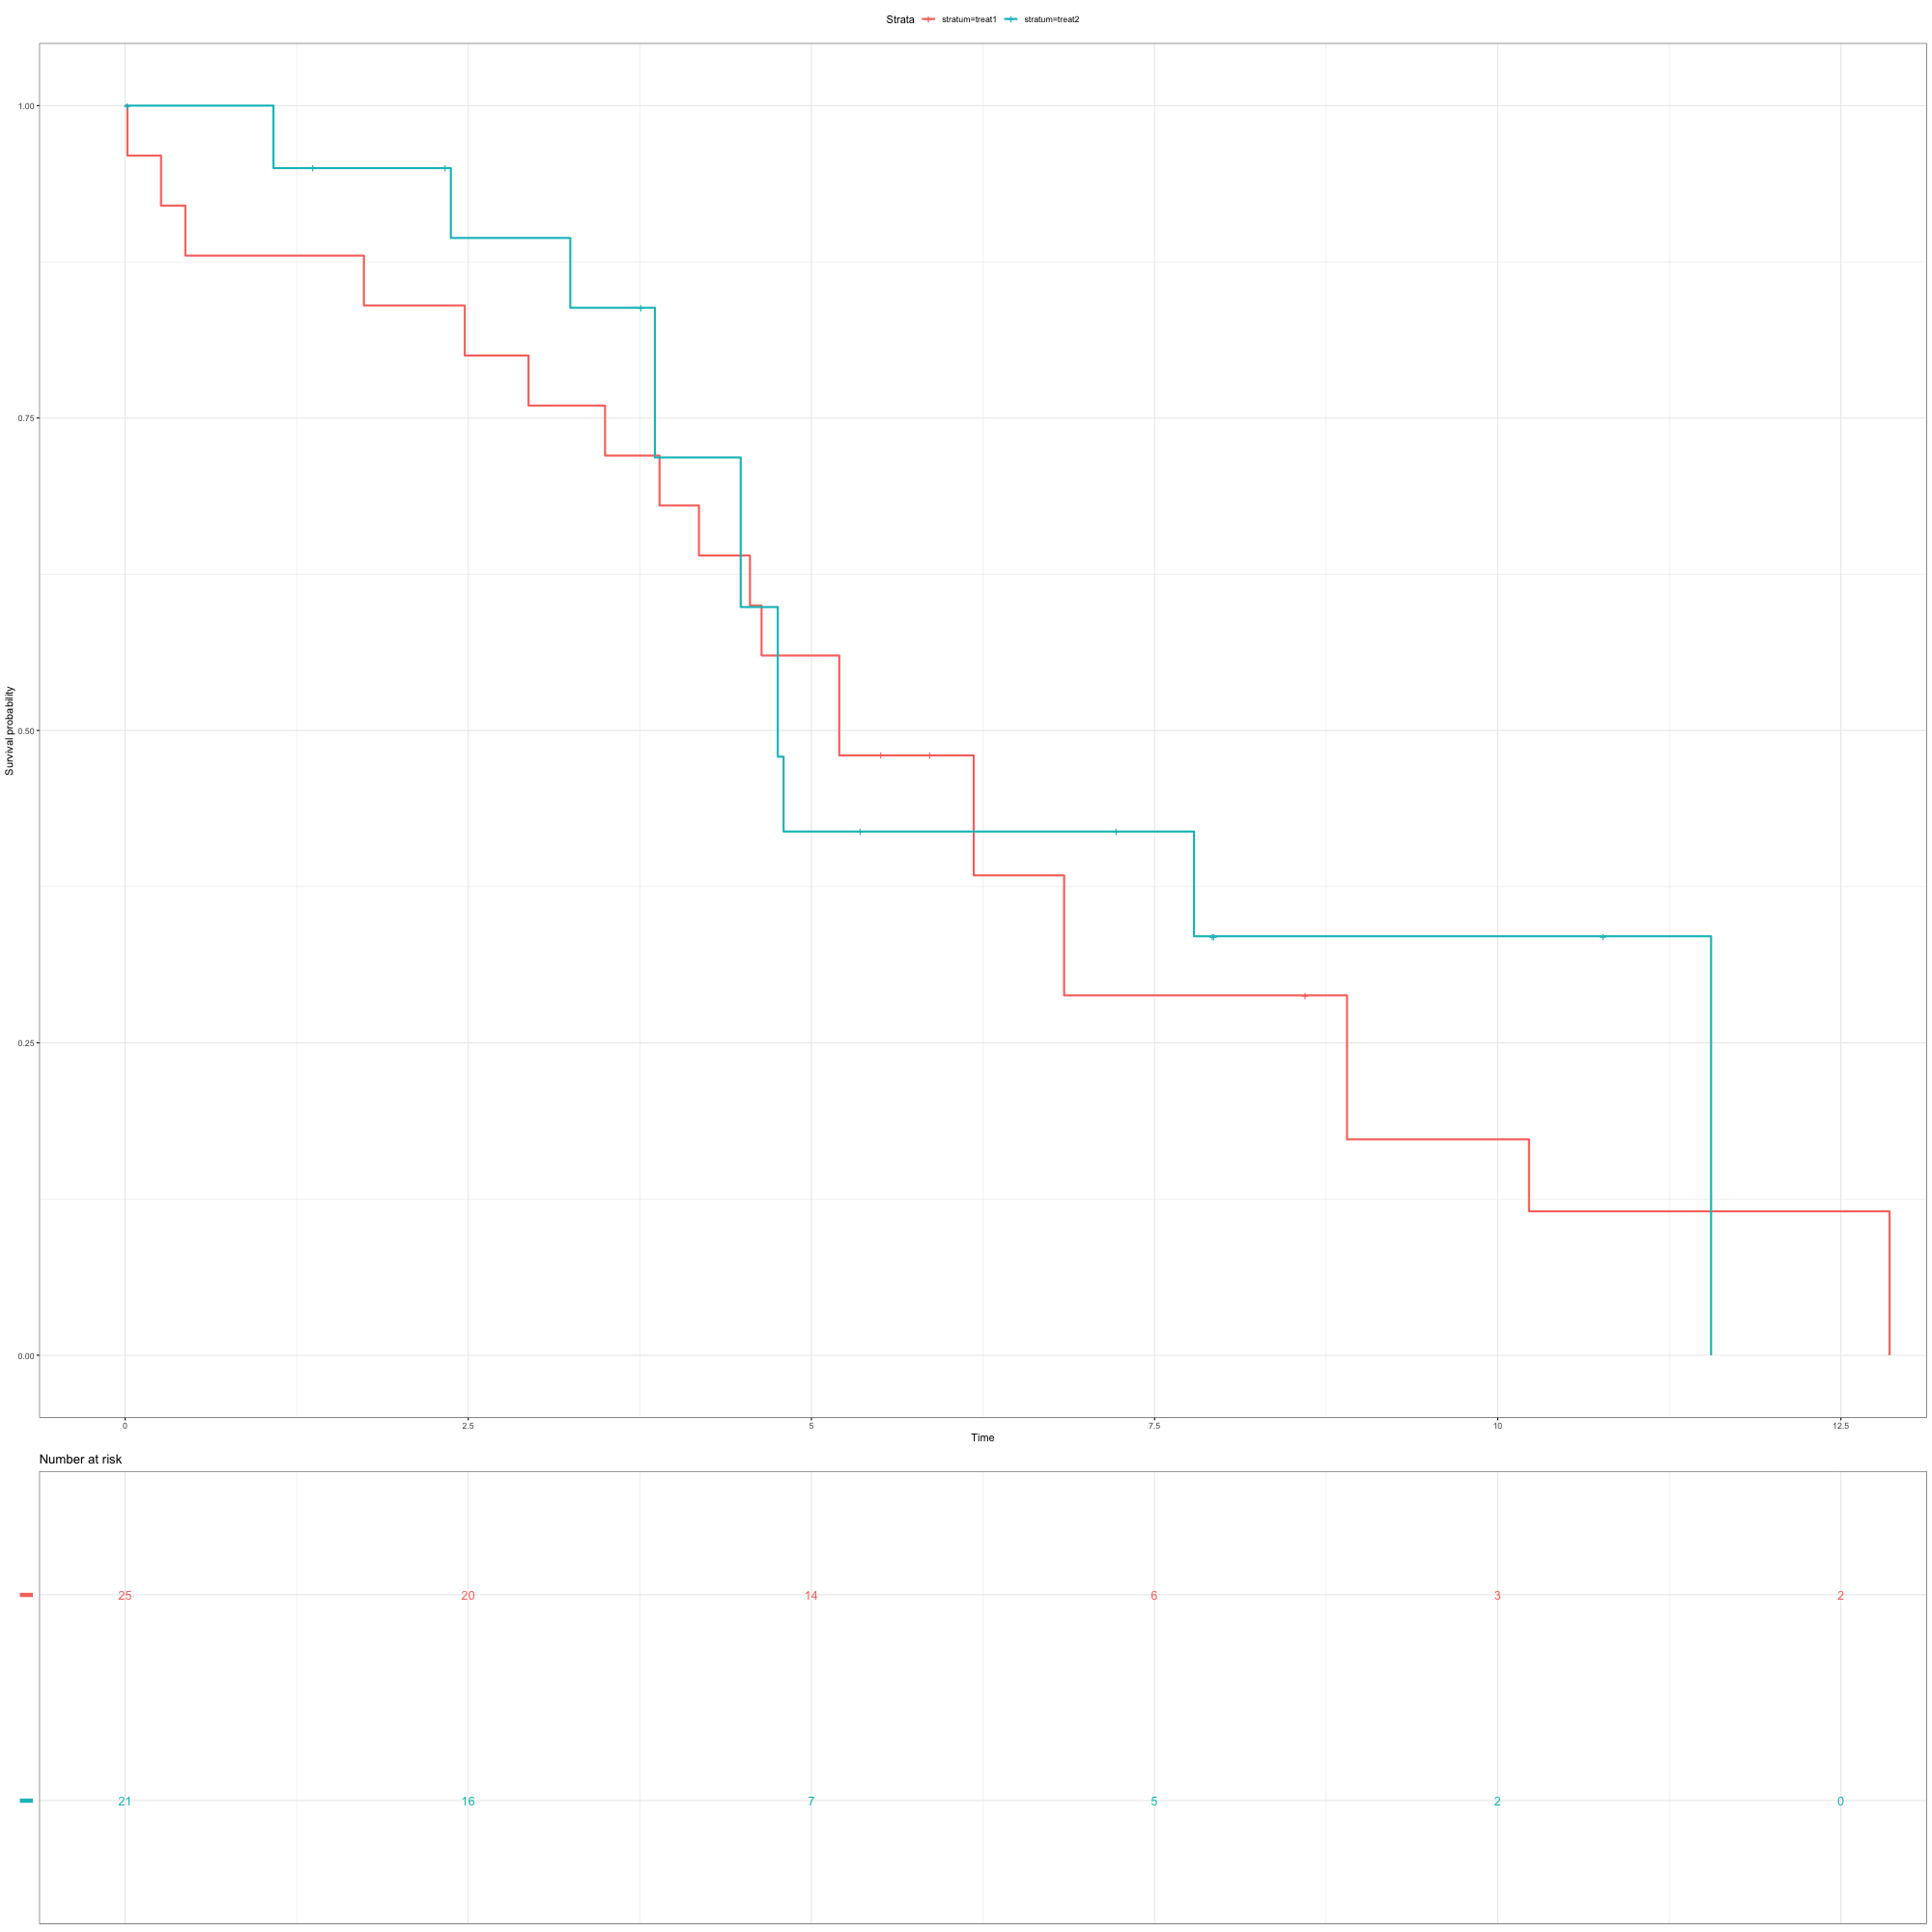 Strata stratum=treat1 stratum=treat2
1.00
0.75
0.50
0.25
0.00
Survival probability
0 2.5 5 7.5 10 12.5
Time
Number at risk
25 20 14 6 3 2
21 16 7 5 2 0